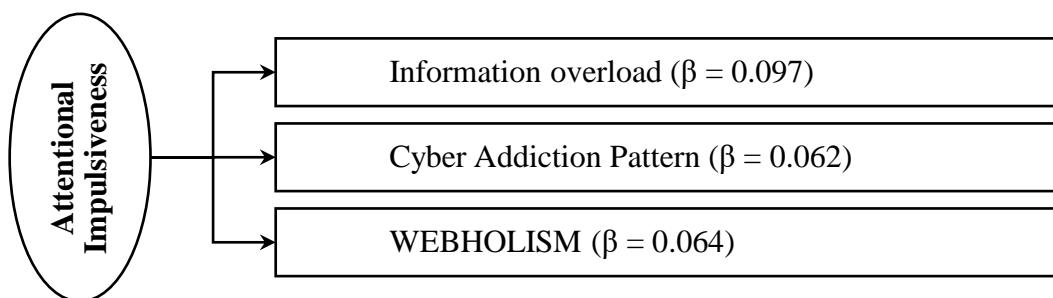 Attentional
Impulsiveness
Information overload (β = 0.097)
Cyber Addiction Pattern (β = 0.062)
WEBHOLISM (β = 0.064)